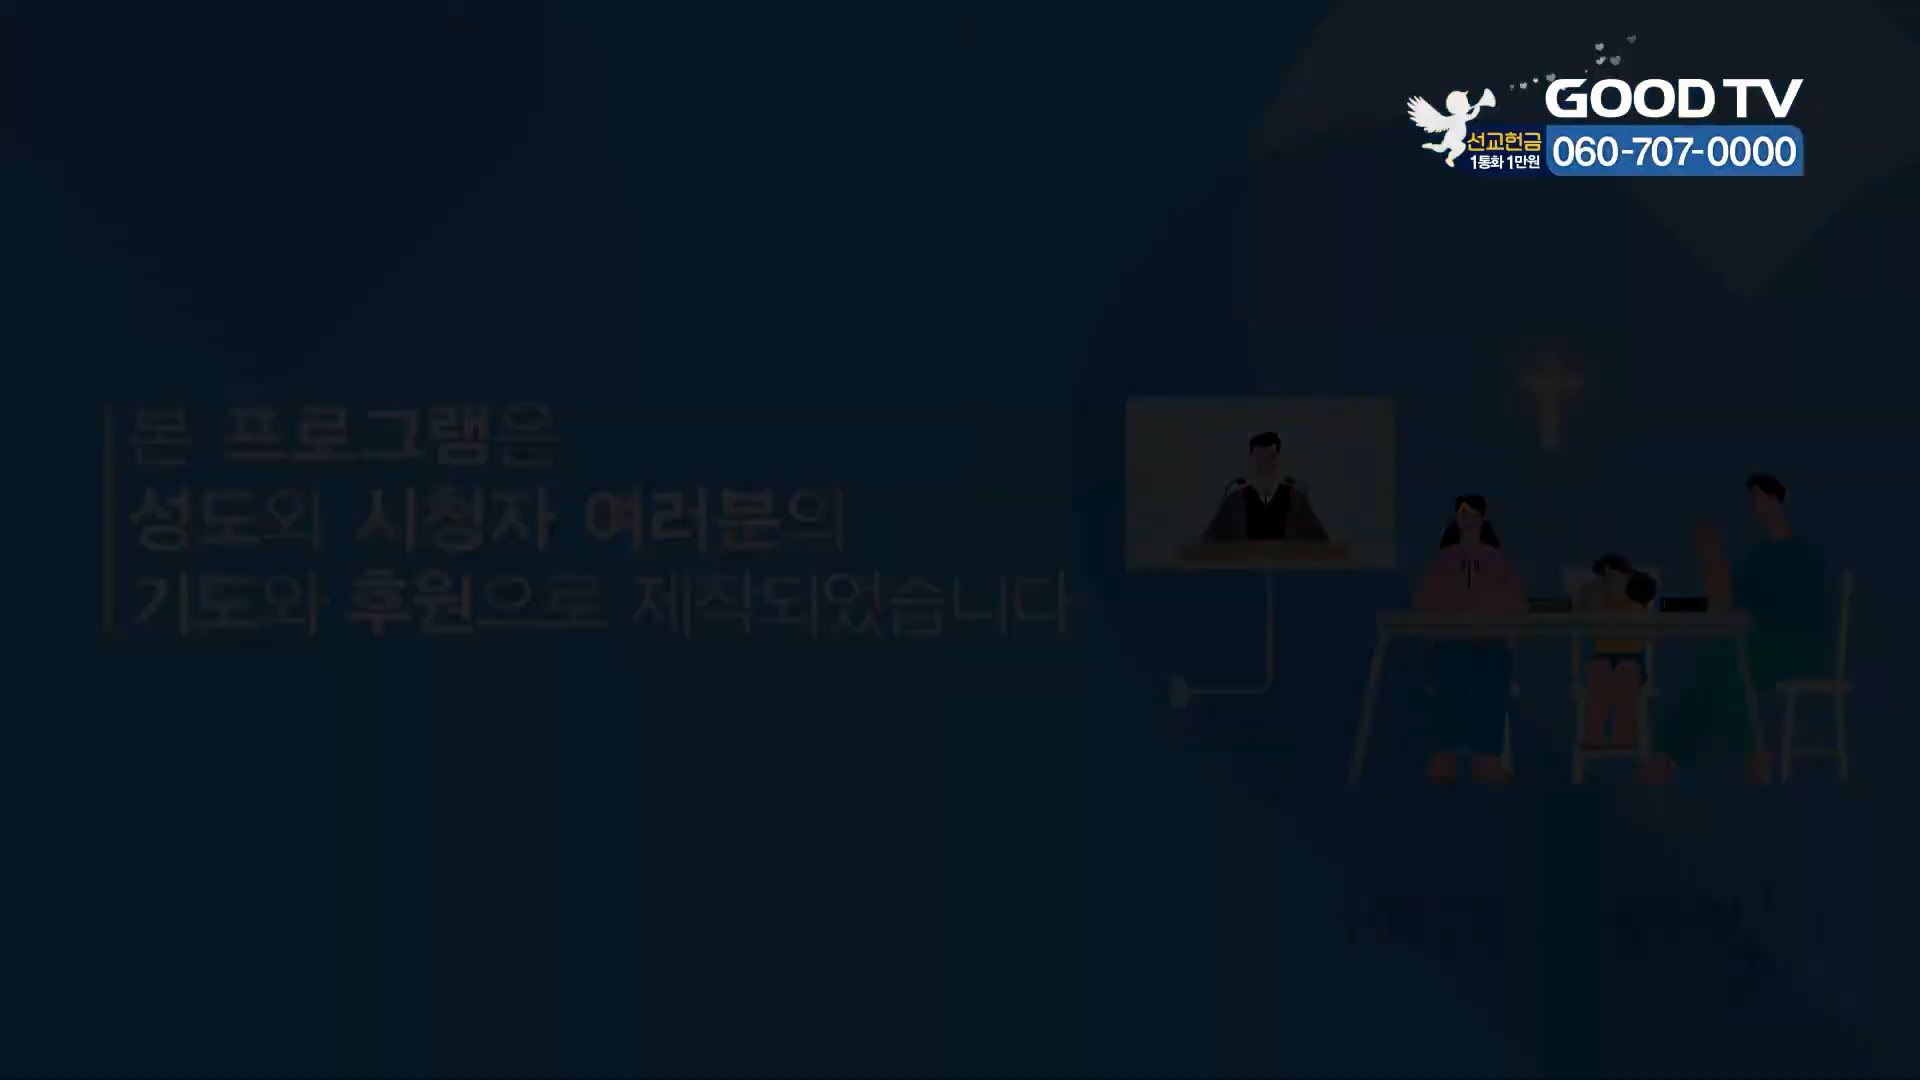 GOOD TV
선교헌금
1통화 1만원
060-707-0000
본 프로그램은
성도와 시청자 여러분의
기도와 후원으로 제작되었습니다